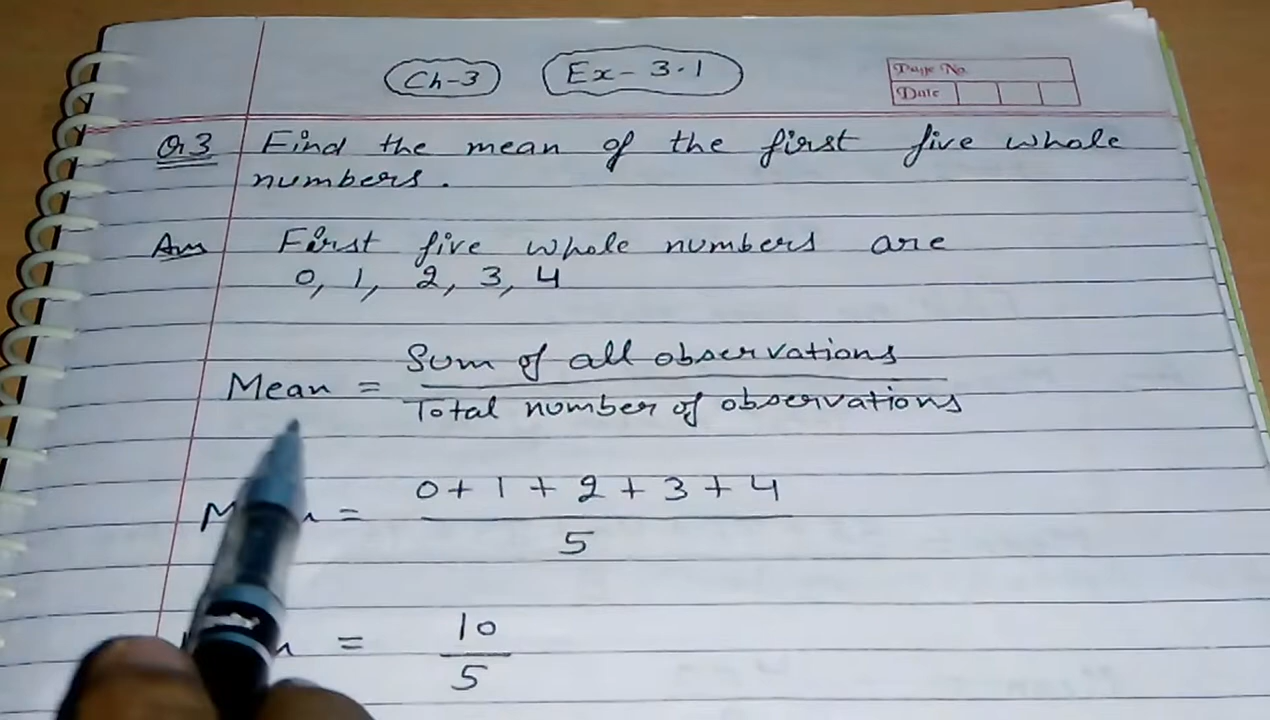 Ch-3 Ex-3.1
Page No.
Date
Q.3 Find the mean of the first five whole
numbers.
Ans First five whole numbers are
0, 1, 2, 3, 4
Sum of all observations
Mean =
Total number of observations
0+1+2+3+4
=
5
10
=
5